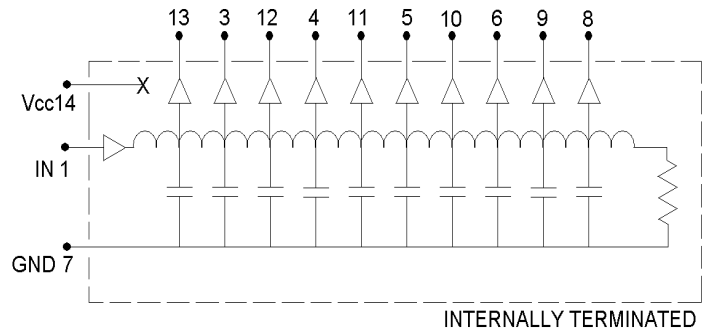 13 3 12 4 11 5 10 6 9 8
X
Vcc14
IN 1
GND 7
INTERNALLY TERMINATED